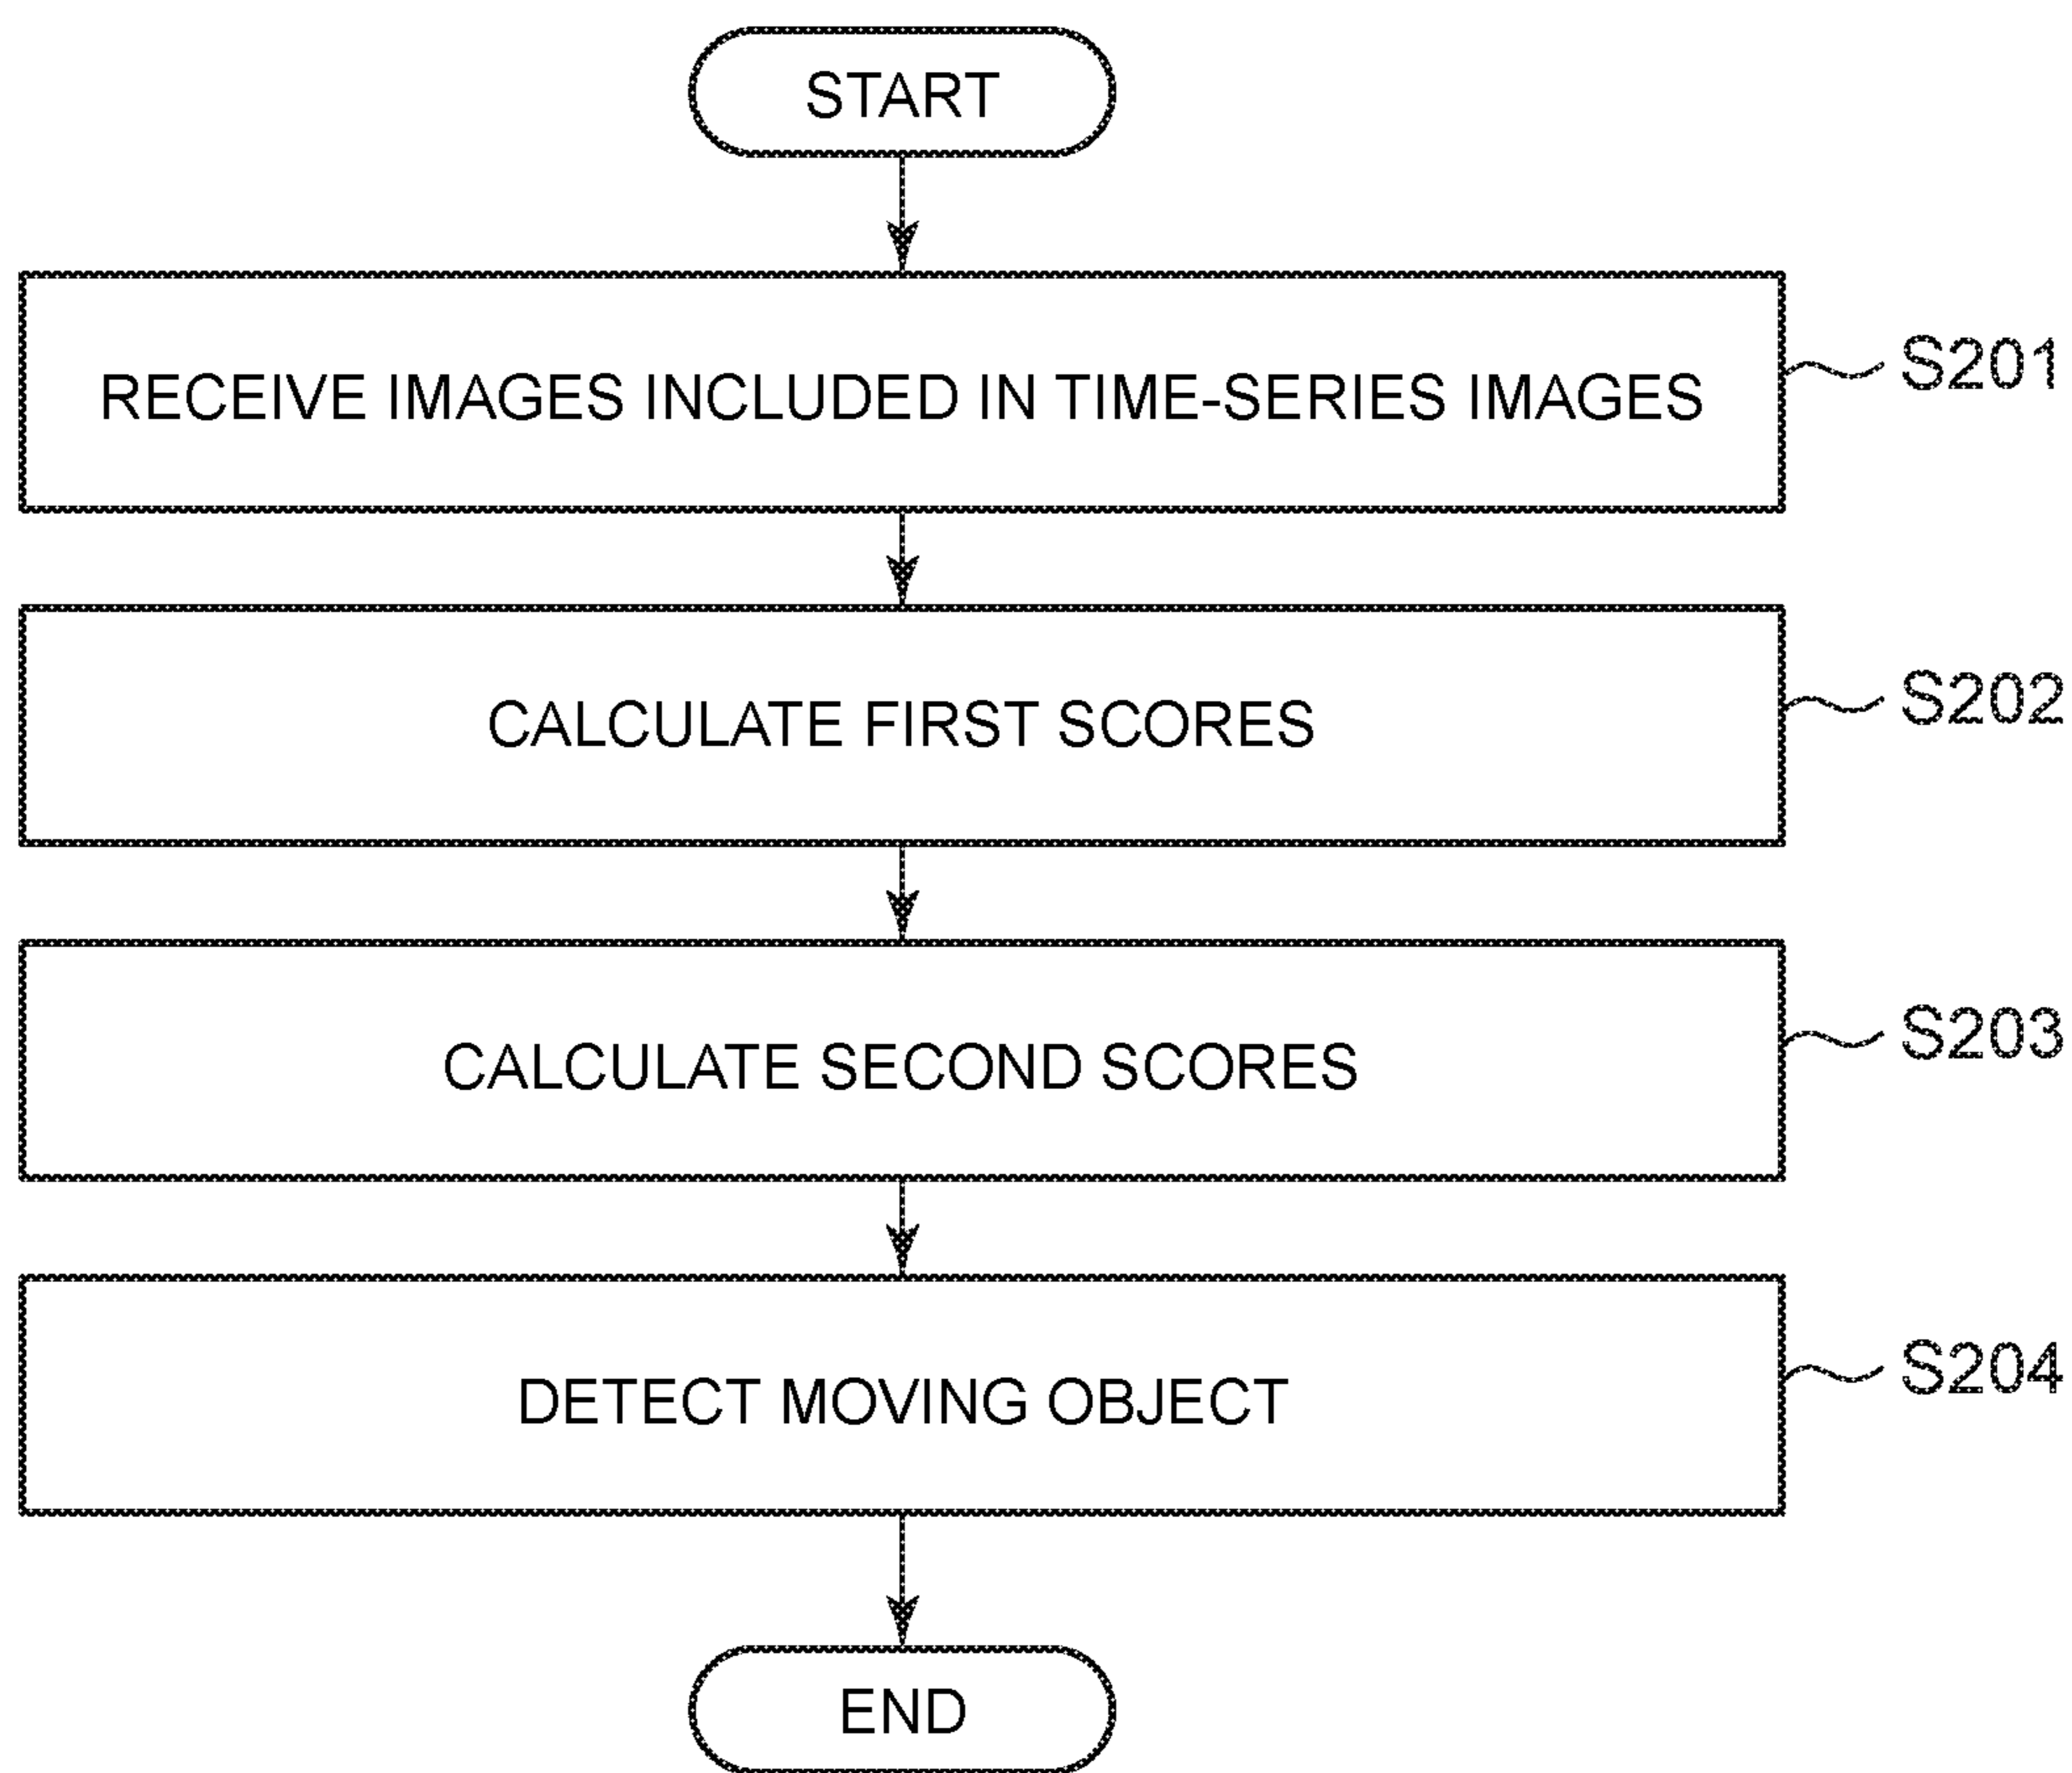 START
RECEIVE IMAGES INCLUDED IN TIME-SERIES IMAGES
S201
CALCULATE FIRST SCORES
S202
CALCULATE SECOND SCORES
S203
DETECT MOVING OBJECT
S204
END